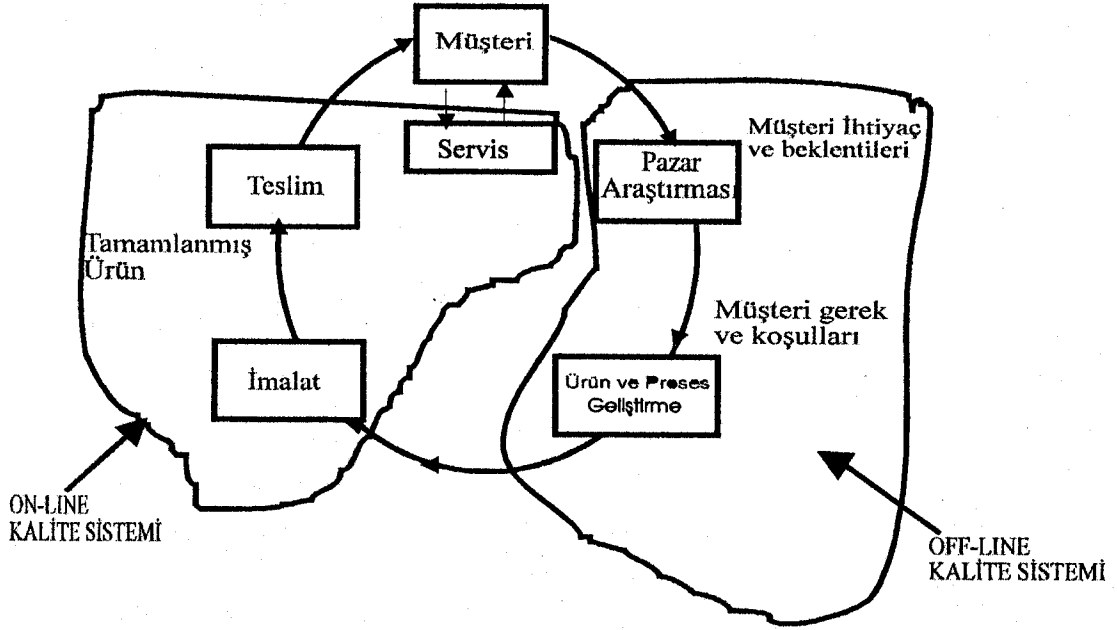 Müşteri
Servis
Teslim
Pazar
Araştırması
Müşteri İhtiyaç
ve beklentileri
Tamamlanmış
Ürün
Müşteri gerek
ve koşulları
İmalat
Ürün ve Proses
Geliştirme
ON-LINE
KALİTE SİSTEMİ
OFF-LINE
KALİTE SİSTEMİ